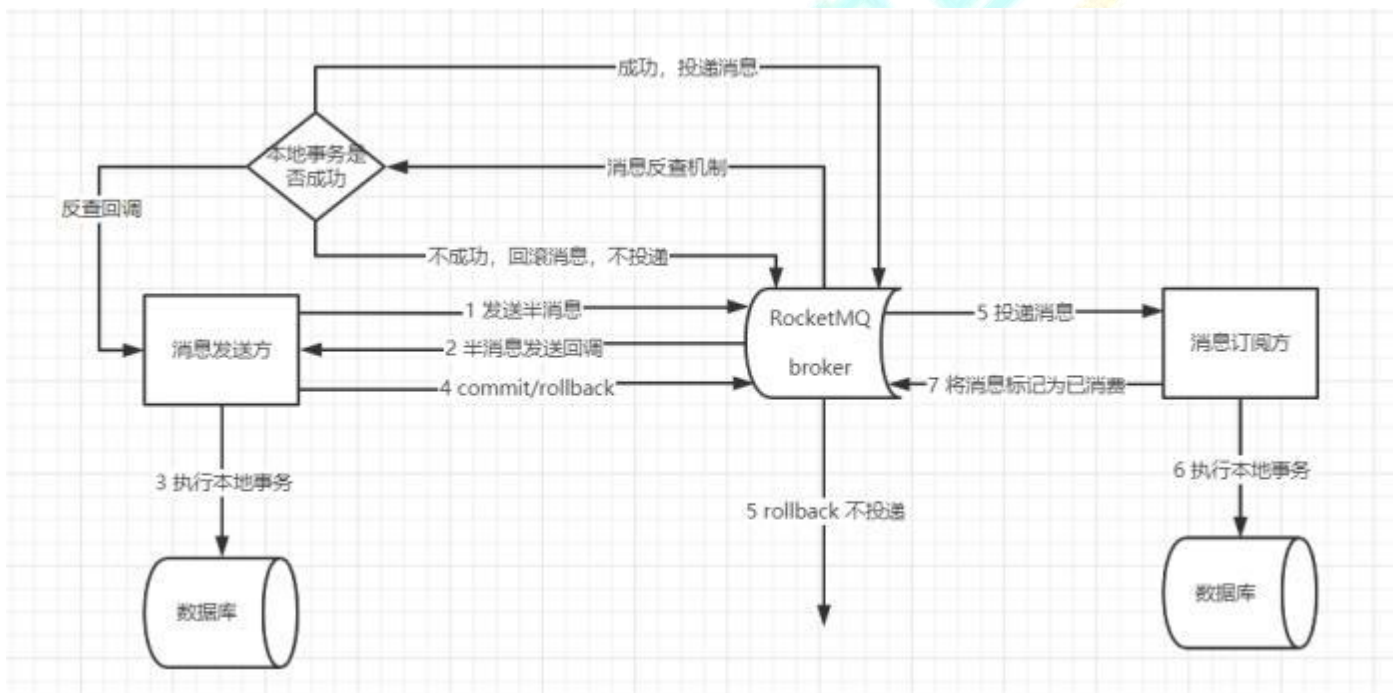 成功，投递消息
本地事务是
否成功
消息反查机制
反查回调
不成功，回滚消息，不投递
1 发送半消息
RocketMQ
broker
5 投递消息
消息发送方
2 半消息发送回调
消息订阅方
4 commit/rollback
7 将消息标记为已消费
3 执行本地事务
6 执行本地事务
5 rollback 不投递
数据库
数据库